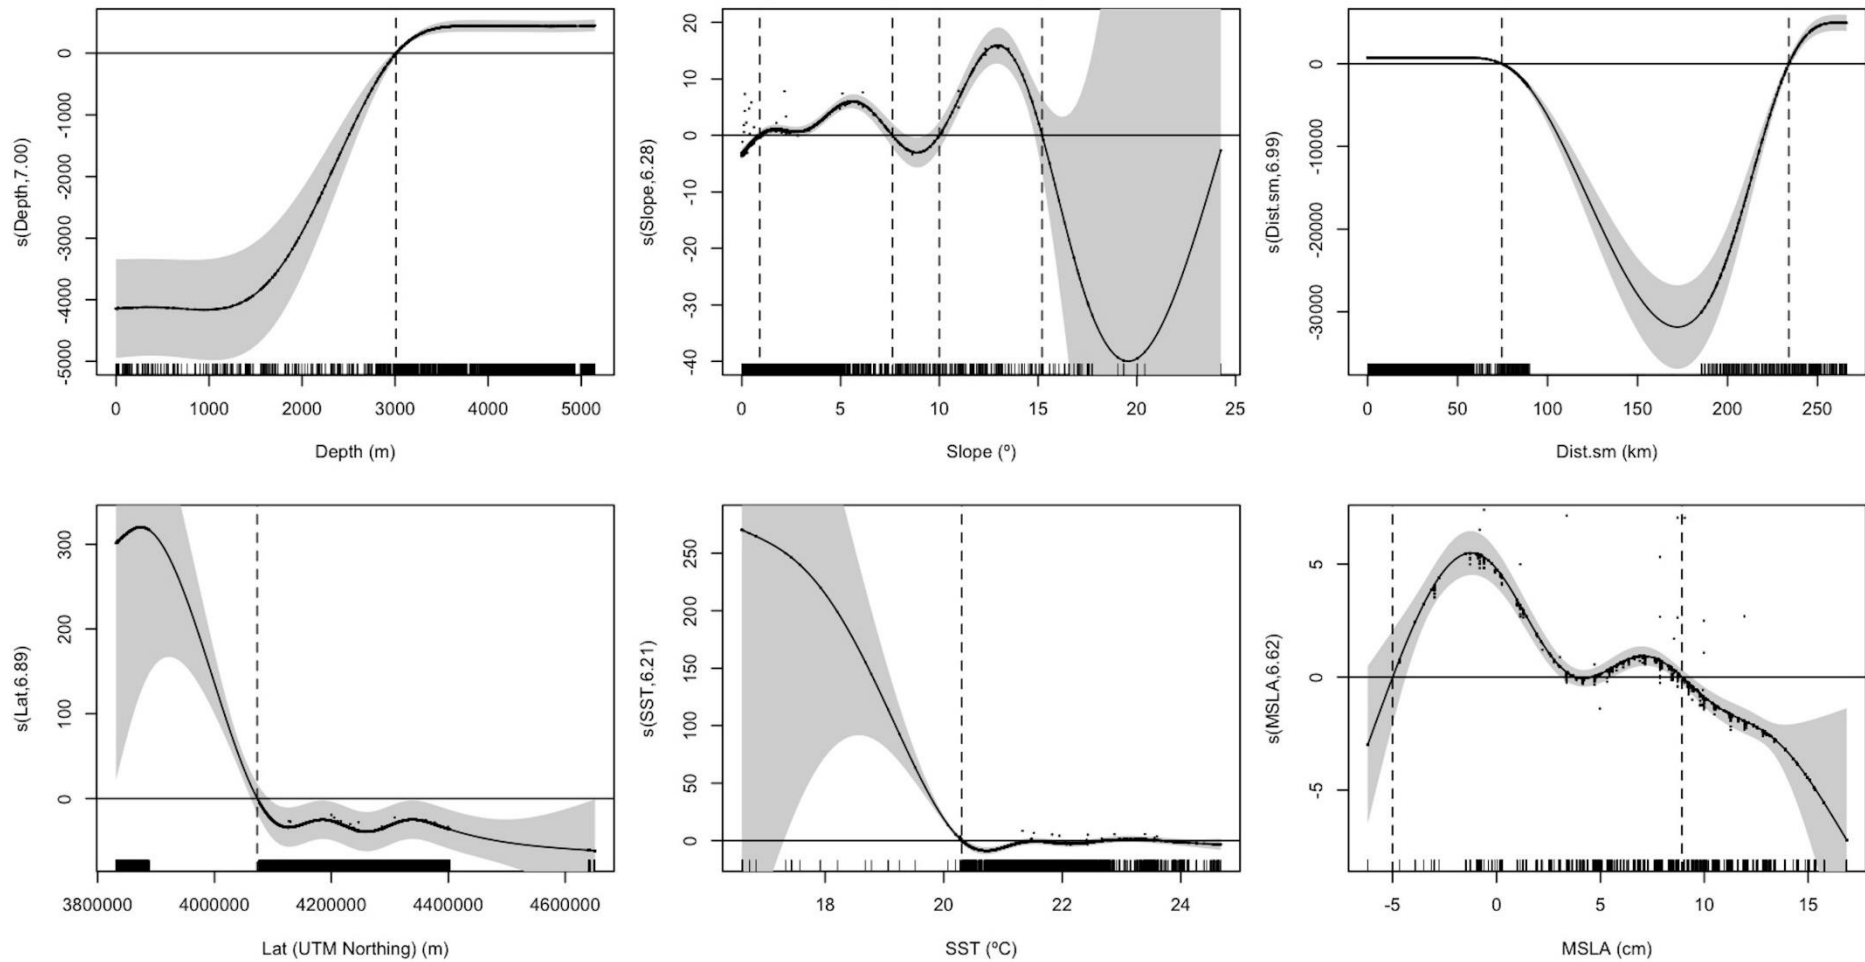 s(Depth,7.00)
0
-1000
-2000
-3000
-4000
-5000
0 1000 2000 3000 4000 5000
Depth (m)
s(Slope,6.28)
20
10
0
-10
-20
-30
-40
0 5 10 15 20 25
Slope (º)
s(Dist.sm,6.99)
0
-10000
-20000
-30000
0 50 100 150 200 250
Dist.sm (km)
s(Lat,6.89)
300
200
100
0
3800000 4000000 4200000 4400000 4600000
Lat (UTM Northing) (m)
s(SST,6.21)
250
200
150
100
50
0
18 20 22 24
SST (ºC)
s(MSLA,6.62)
5
0
-5
-5 0 5 10 15
MSLA (cm)